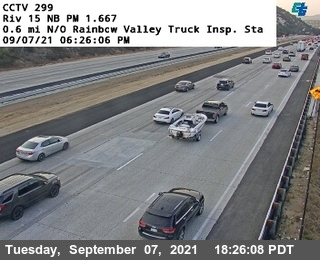 CCTV 299
Riv 15 NB PM 1.667
0.6 mi N/O Rainbow Valley Truck Insp. Sta
09/07/21 06:26:06 PM
Tuesday, September 07, 2021 18:26:08 PDT